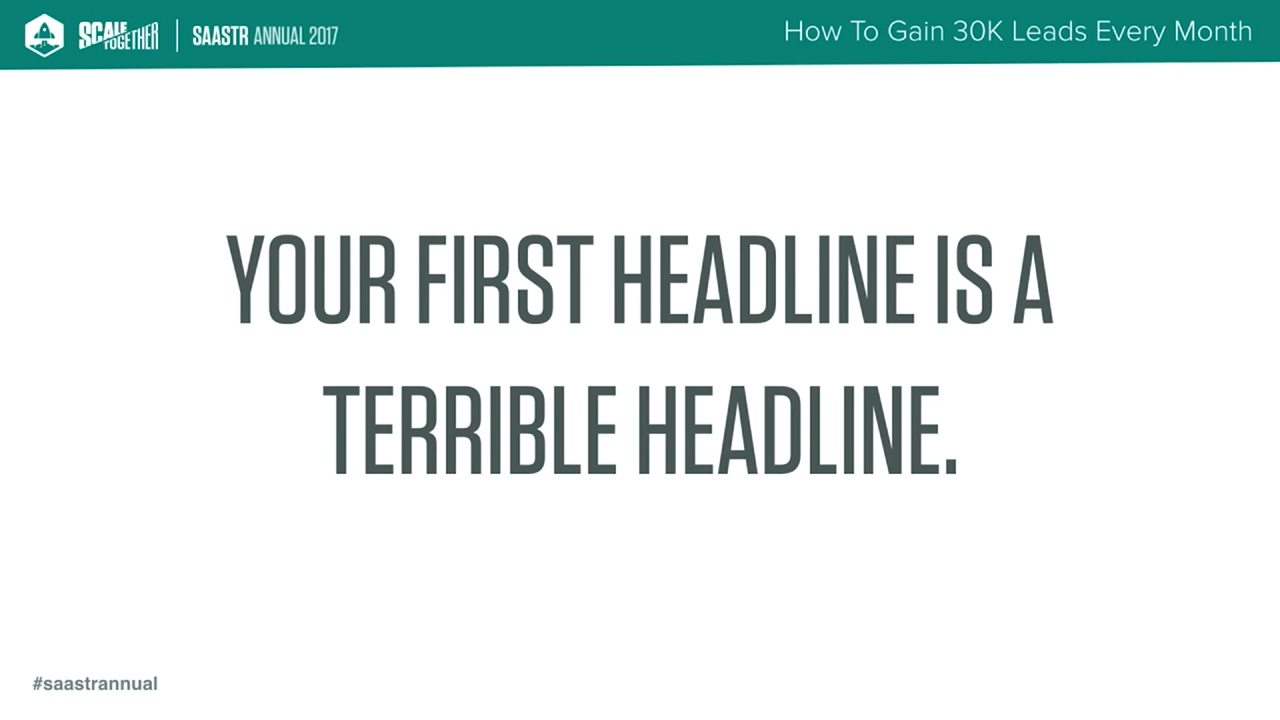 SCALE TOGETHER
SAASTR ANNUAL 2017
How To Gain 30K Leads Every Month
YOUR FIRST HEADLINE IS A
TERRIBLE HEADLINE.
#saastrannual